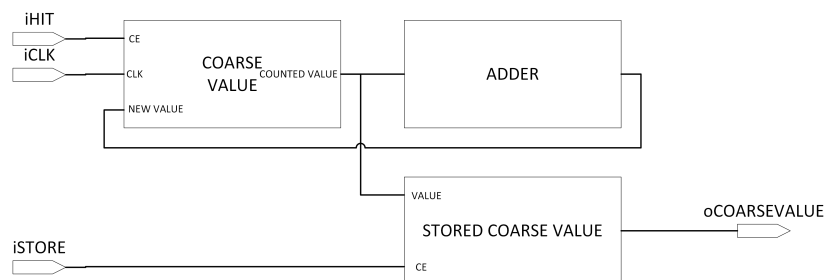 iHIT
CE
iCLK
COARSE
VALUE
CLK
COUNTED VALUE
ADDER
NEW VALUE
VALUE
oCOARSEVALUE
STORED COARSE VALUE
iSTORE
CE